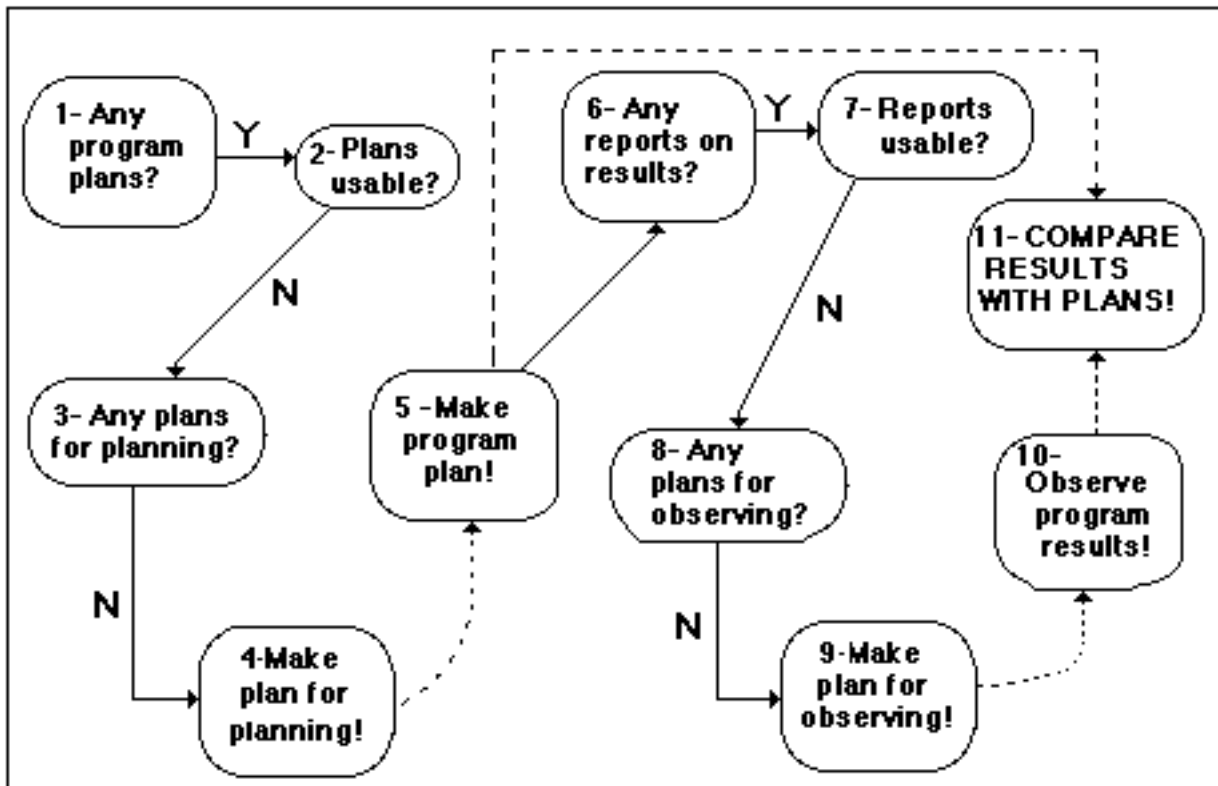 1- Any
program
plans?
Y
2- Plans
usable?
N
3- Any plans
for planning?
N
4-Make
plan for
planning!
5 -Make
program
plan!
6- Any
reports on
results?
Y
7- Reports
usable?
N
8- Any
plans for
observing?
N
9-Make
plan for
observing!
10-
Observe
program
results!
11- COMPARE
RESULTS
WITH PLANS!